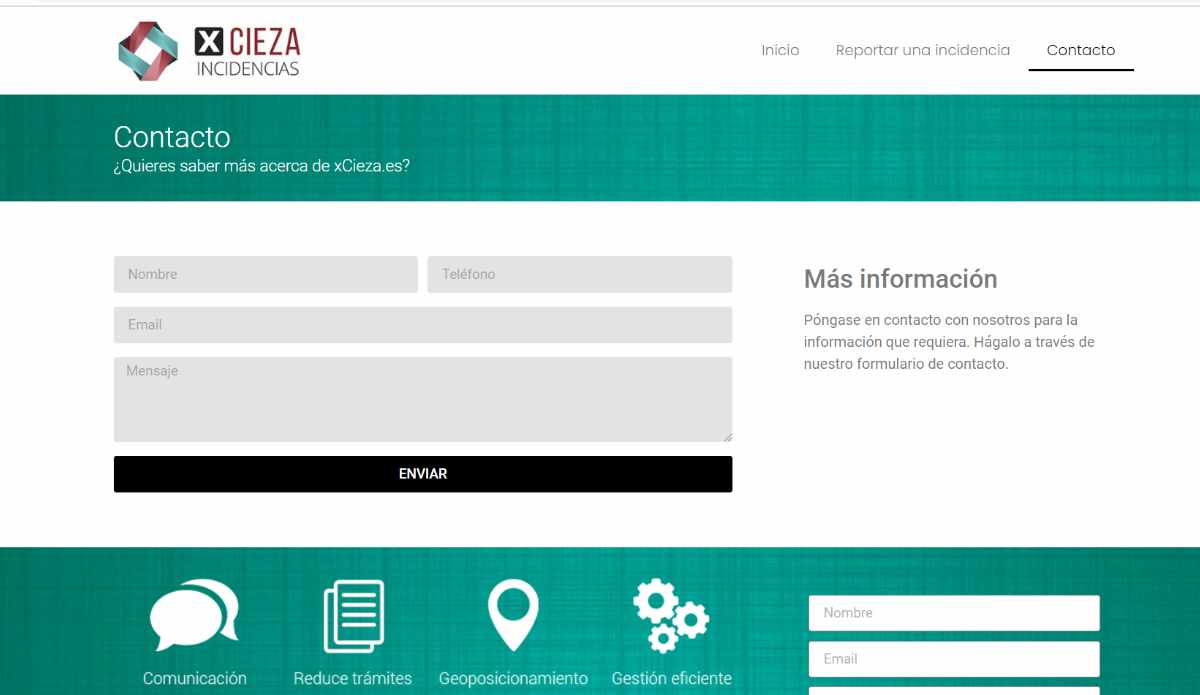 X CIEZA
INCIDENCIAS
Inicio
Reportar una incidencia
Contacto
Contacto
¿Quieres saber más acerca de xCieza.es?
Nombre
Teléfono
Email
Mensaje
ENVIAR
Más información
Póngase en contacto con nosotros para la
información que requiera. Hágalo a través de
nuestro formulario de contacto.
Comunicación
Reduce trámites
Geoposicionamiento
Gestión eficiente
Nombre
Email